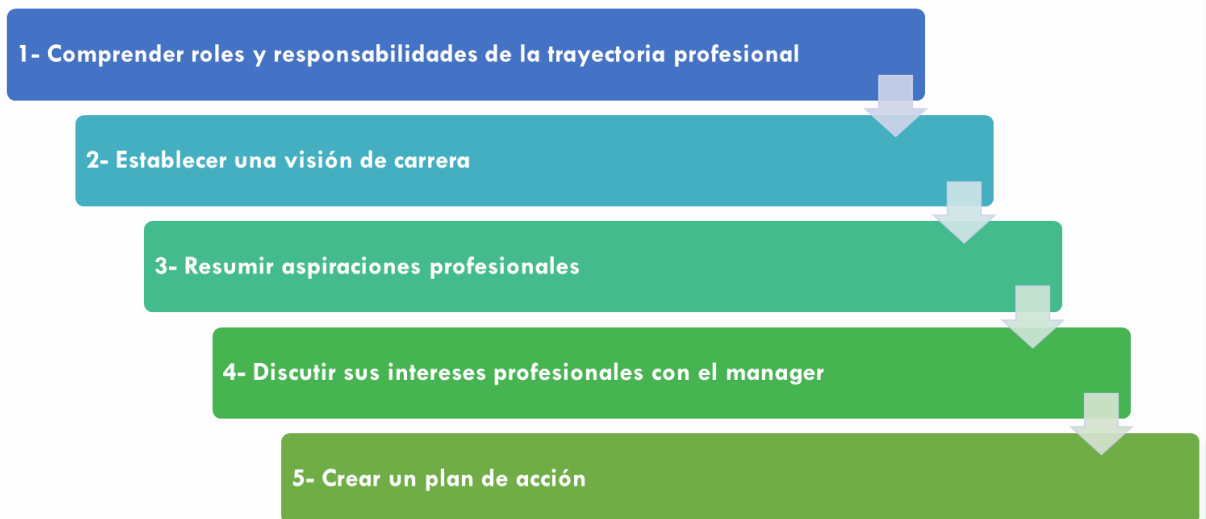 1- Comprender roles y responsabilidades de la trayectoria profesional
2- Establecer una visión de carrera
3- Resumir aspiraciones profesionales
4- Discutir sus intereses profesionales con el manager
5- Crear un plan de acción